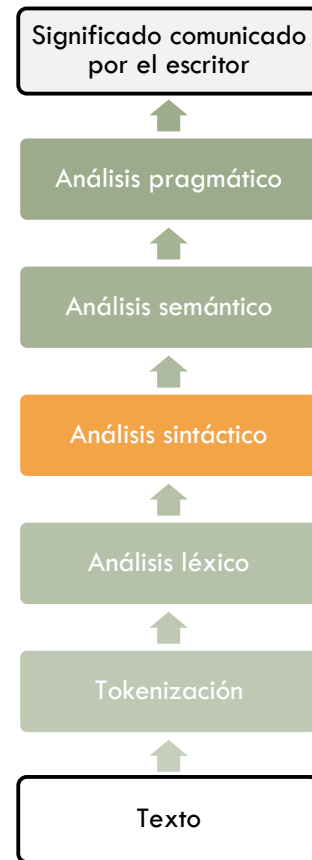 Significado comunicado
por el escritor
Análisis pragmático
Análisis semántico
Análisis sintáctico
Análisis léxico
Tokenización
Texto